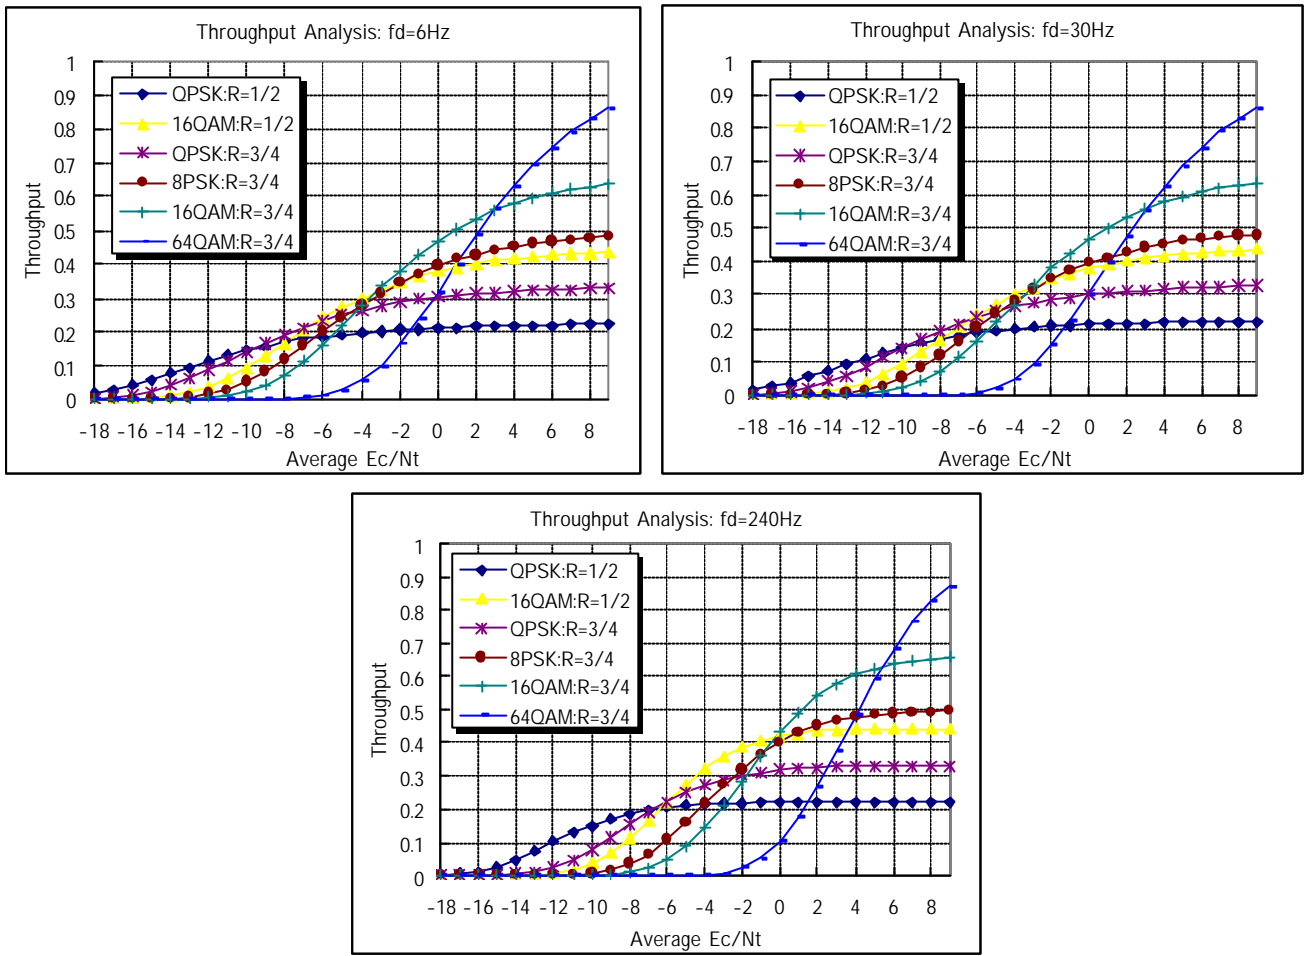 Throughput Analysis: fd=6Hz
1
0.9
0.8
0.7
0.6
0.5
0.4
0.3
0.2
0.1
0
Throughput
QPSK:R=1/2
16QAM:R=1/2
QPSK:R=3/4
8PSK:R=3/4
16QAM:R=3/4
64QAM:R=3/4
-18 -16 -14 -12 -10 -8 -6 -4 -2 0 2 4 6 8
Average Ec/Nt
Throughput Analysis: fd=30Hz
1
0.9
0.8
0.7
0.6
0.5
0.4
0.3
0.2
0.1
0
Throughput
QPSK:R=1/2
16QAM:R=1/2
QPSK:R=3/4
8PSK:R=3/4
16QAM:R=3/4
64QAM:R=3/4
-18 -16 -14 -12 -10 -8 -6 -4 -2 0 2 4 6 8
Average Ec/Nt
Throughput Analysis: fd=240Hz
1
0.9
0.8
0.7
0.6
0.5
0.4
0.3
0.2
0.1
0
Throughput
QPSK:R=1/2
16QAM:R=1/2
QPSK:R=3/4
8PSK:R=3/4
16QAM:R=3/4
64QAM:R=3/4
-18 -16 -14 -12 -10 -8 -6 -4 -2 0 2 4 6 8
Average Ec/Nt